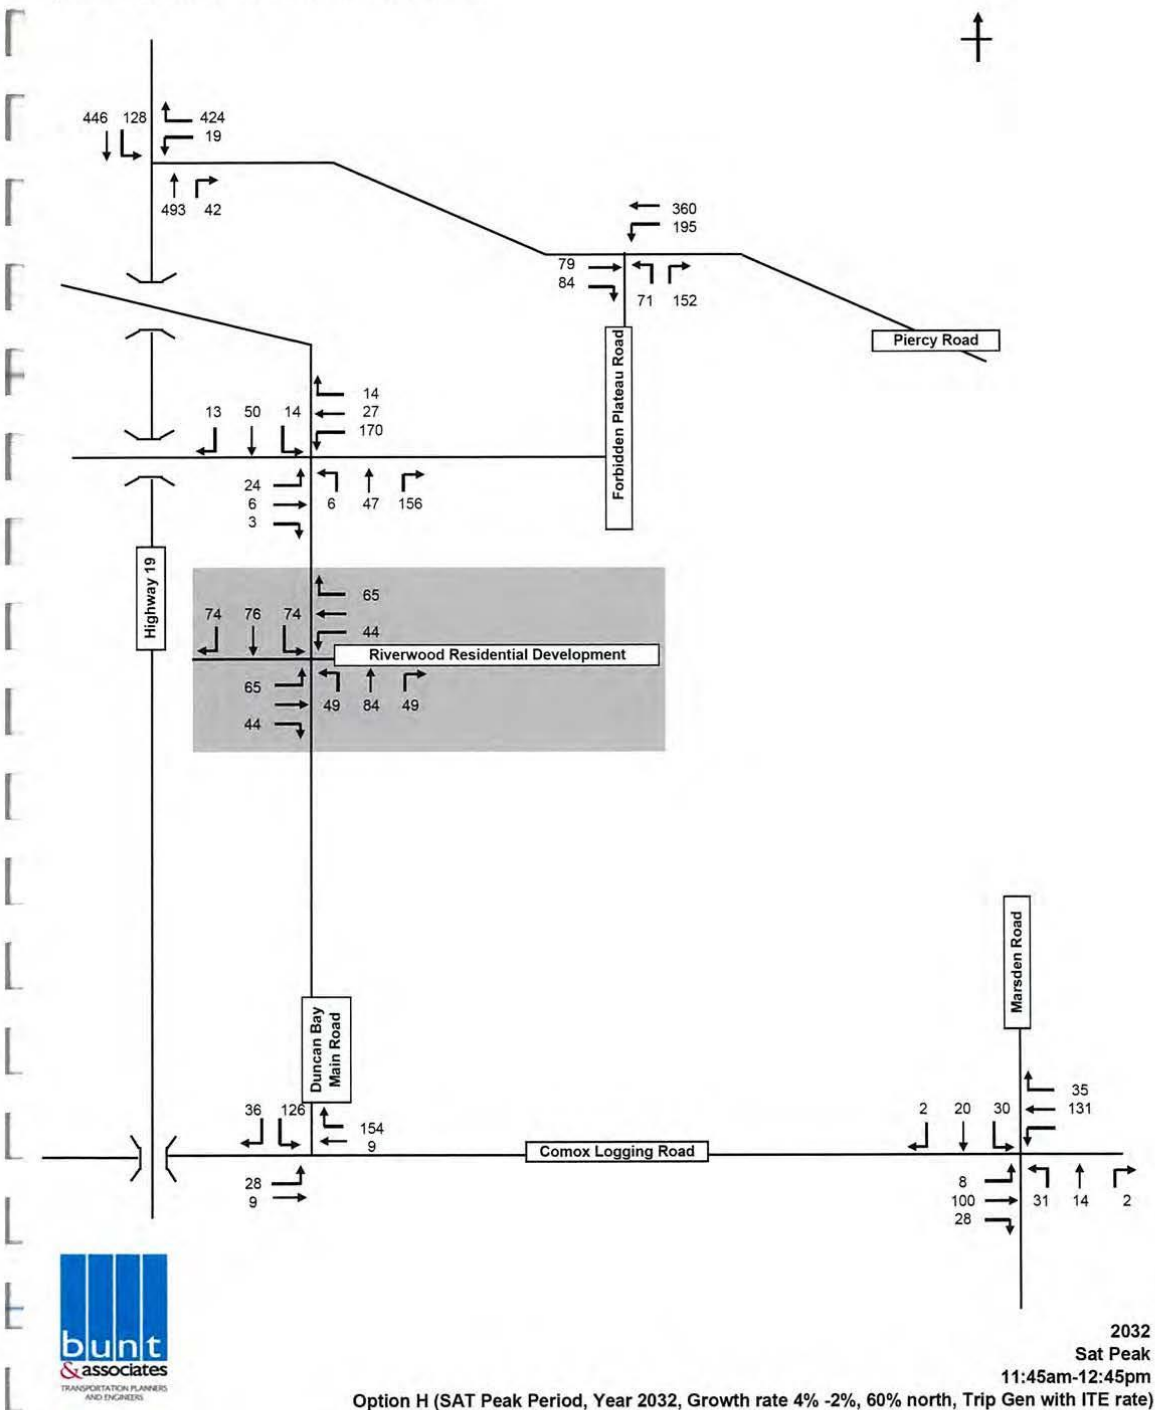 446 128 424
19
493 42
360
195
79
84
71 152
Piercy Road
Forbidden Plateau Road
14
13 50 14 27
170
24
6 6 47 156
3
Highway 19
65
74 76 74
44
Riverwood Residential Development
65
49 84 49
44
Marsden Road
Duncan Bay
Main Road
35
36 126 2 20 30 131
154
9
Comox Logging Road
28 8
9 100 31 14 2
28
bunt
& associates
TRANSPORTATION PLANNERS
AND ENGINEERS
2032
Sat Peak
11:45am-12:45pm
Option H (SAT Peak Period, Year 2032, Growth rate 4% -2%, 60% north, Trip Gen with ITE rate)